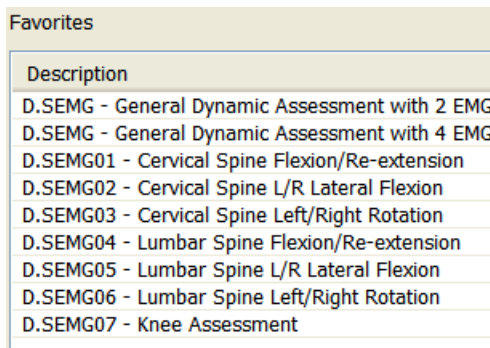 Favorites
Description
D.SEMG - General Dynamic Assessment with 2 EMG
D.SEMG - General Dynamic Assessment with 4 EMG
D.SEMG01 - Cervical Spine Flexion/Re-extension
D.SEMG02 - Cervical Spine L/R Lateral Flexion
D.SEMG03 - Cervical Spine Left/Right Rotation
D.SEMG04 - Lumbar Spine Flexion/Re-extension
D.SEMG05 - Lumbar Spine L/R Lateral Flexion
D.SEMG06 - Lumbar Spine Left/Right Rotation
D.SEMG07 - Knee Assessment